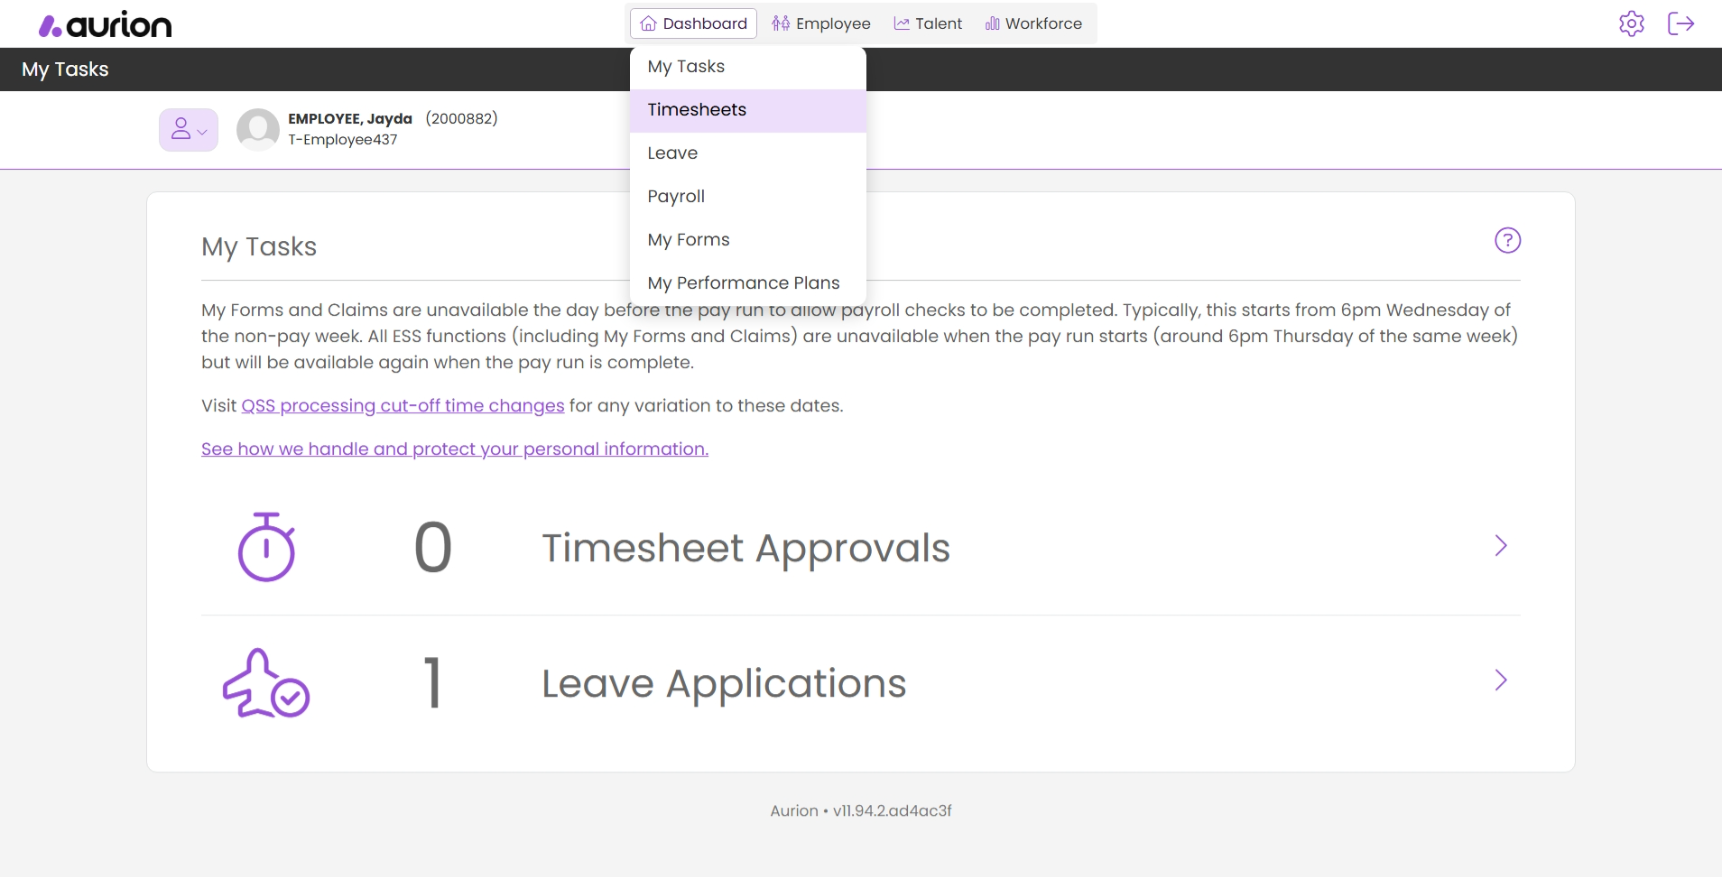 aurion
Dashboard
Employee
Talent
Workforce
My Tasks
My Tasks
Timesheets
Leave
Payroll
My Forms
My Performance Plans
EMPLOYEE, Jayda (2000882)
T-Employee437
My Tasks
?
My Forms and Claims are unavailable the day before the pay run to allow payroll checks to be completed. Typically, this starts from 6pm Wednesday of
the non-pay week. All ESS functions (including My Forms and Claims) are unavailable when the pay run starts (around 6pm Thursday of the same week)
but will be available again when the pay run is complete.
Visit QSS processing cut-off time changes for any variation to these dates.
See how we handle and protect your personal information.
0 Timesheet Approvals
1 Leave Applications
Aurion • v11.94.2.ad4ac3f